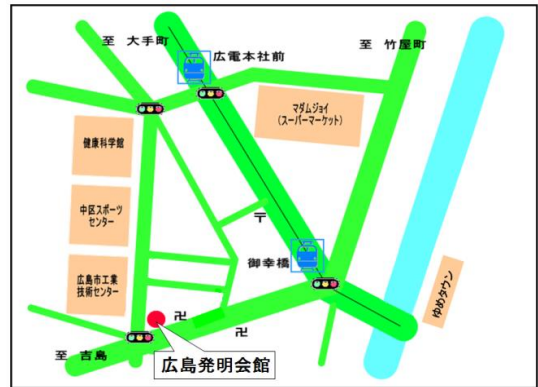 至 大手町
広電本社前
至 竹屋町
マダムジョイ
(スーパーマーケット)
健康科学館
中区スポーツ
センター
〒
御幸橋
広島市工業
技術センター
ゆめタウン
卍
卍
至 吉島
広島発明会館